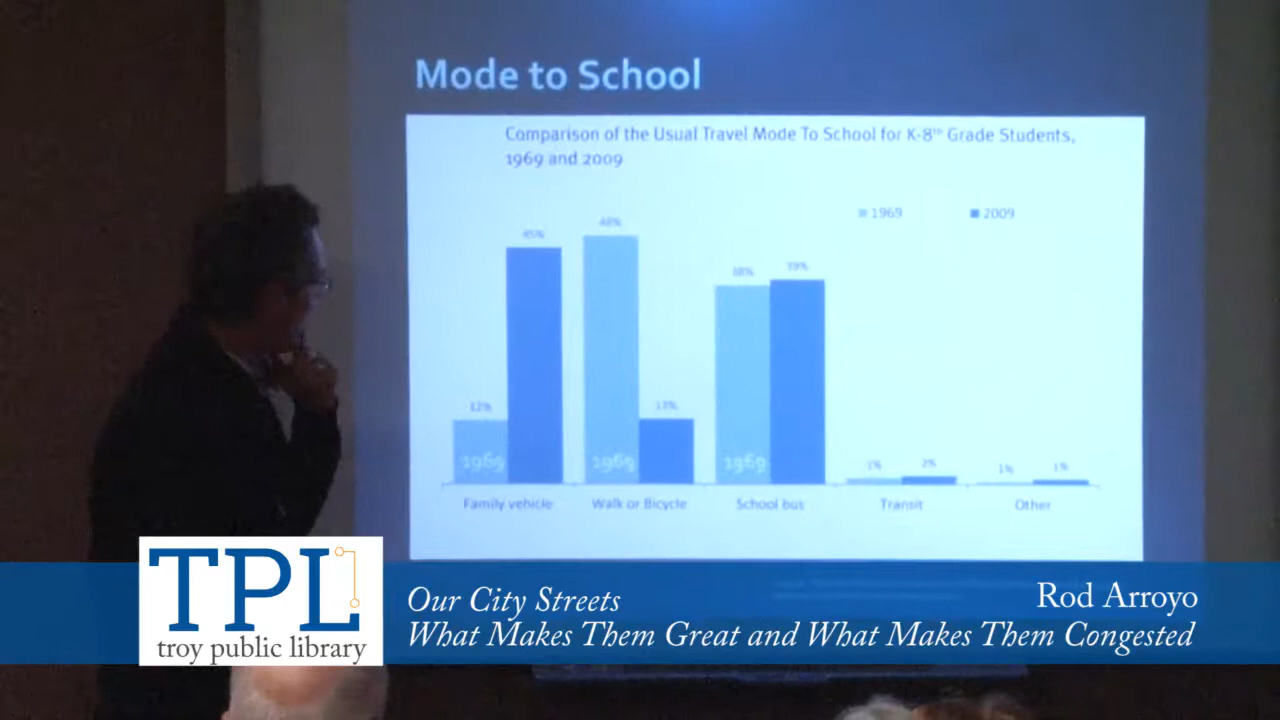 Mode to School
Comparison of the Usual Travel Mode To School for K-8th Grade Students,
1969 and 2009
1969 2009
12% 45% 48% 13% 38% 39% 1% 2% 1% 1%
1969 1969 1969
Family vehicle Walk or Bicycle School bus Transit Other
TPL
troy public library
Our City Streets
Rod Arroyo
What Makes Them Great and What Makes Them Congested